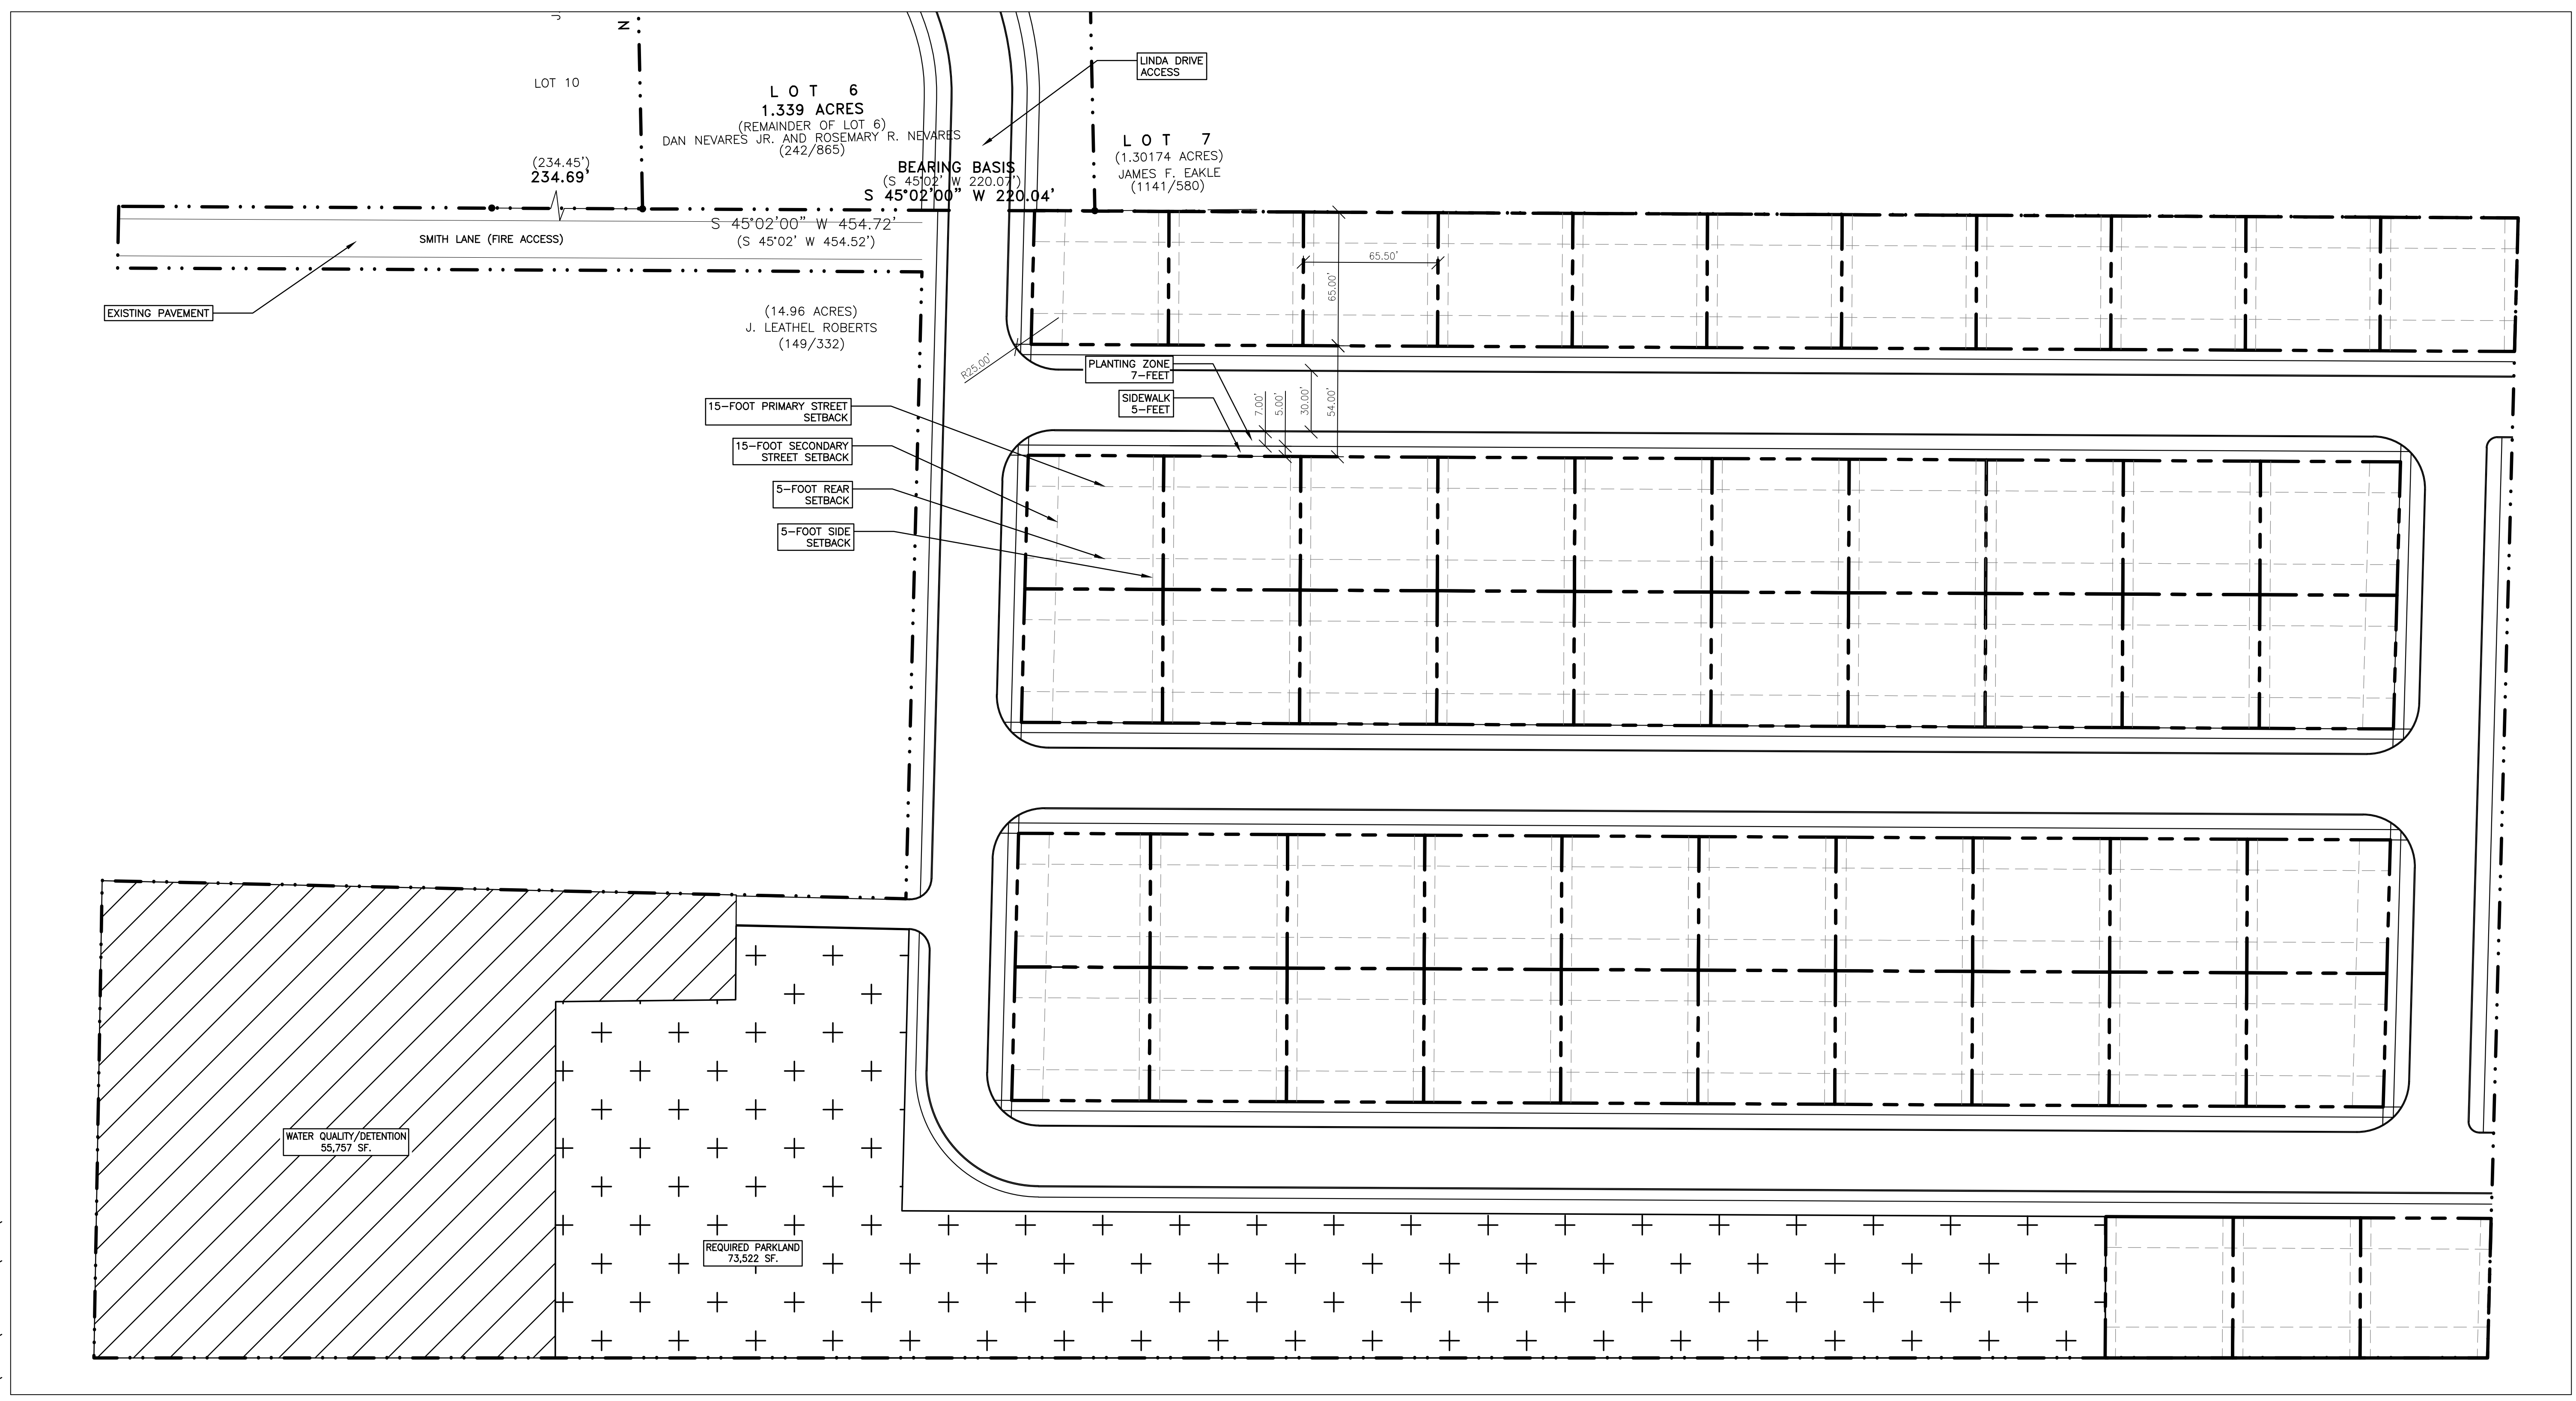 J.
N
LOT 10
LINDA DRIVE
ACCESS
L O T 6
1.339 ACRES
(REMAINDER OF LOT 6)
DAN NEVARES JR. AND ROSEMARY R. NEVARES
(242/865)
L O T 7
(1.30174 ACRES)
JAMES F. EAKLE
(1141/580)
(234.45')
234.69'
BEARING BASIS
(S 45°02' W 220.07')
S 45°02'00" W 220.04'
S 45°02'00" W 454.72'
(S 45°02' W 454.52')
SMITH LANE (FIRE ACCESS)
EXISTING PAVEMENT
(14.96 ACRES)
J. LEATHEL ROBERTS
(149/332)
65.50'
65.00'
R25.00'
PLANTING ZONE
7-FEET
SIDEWALK
5-FEET
7.00'
5.00'
30.00'
54.00'
15-FOOT PRIMARY STREET
SETBACK
15-FOOT SECONDARY
STREET SETBACK
5-FOOT REAR
SETBACK
5-FOOT SIDE
SETBACK
WATER QUALITY/DETENTION
55,757 SF.
REQUIRED PARKLAND
73,522 SF.